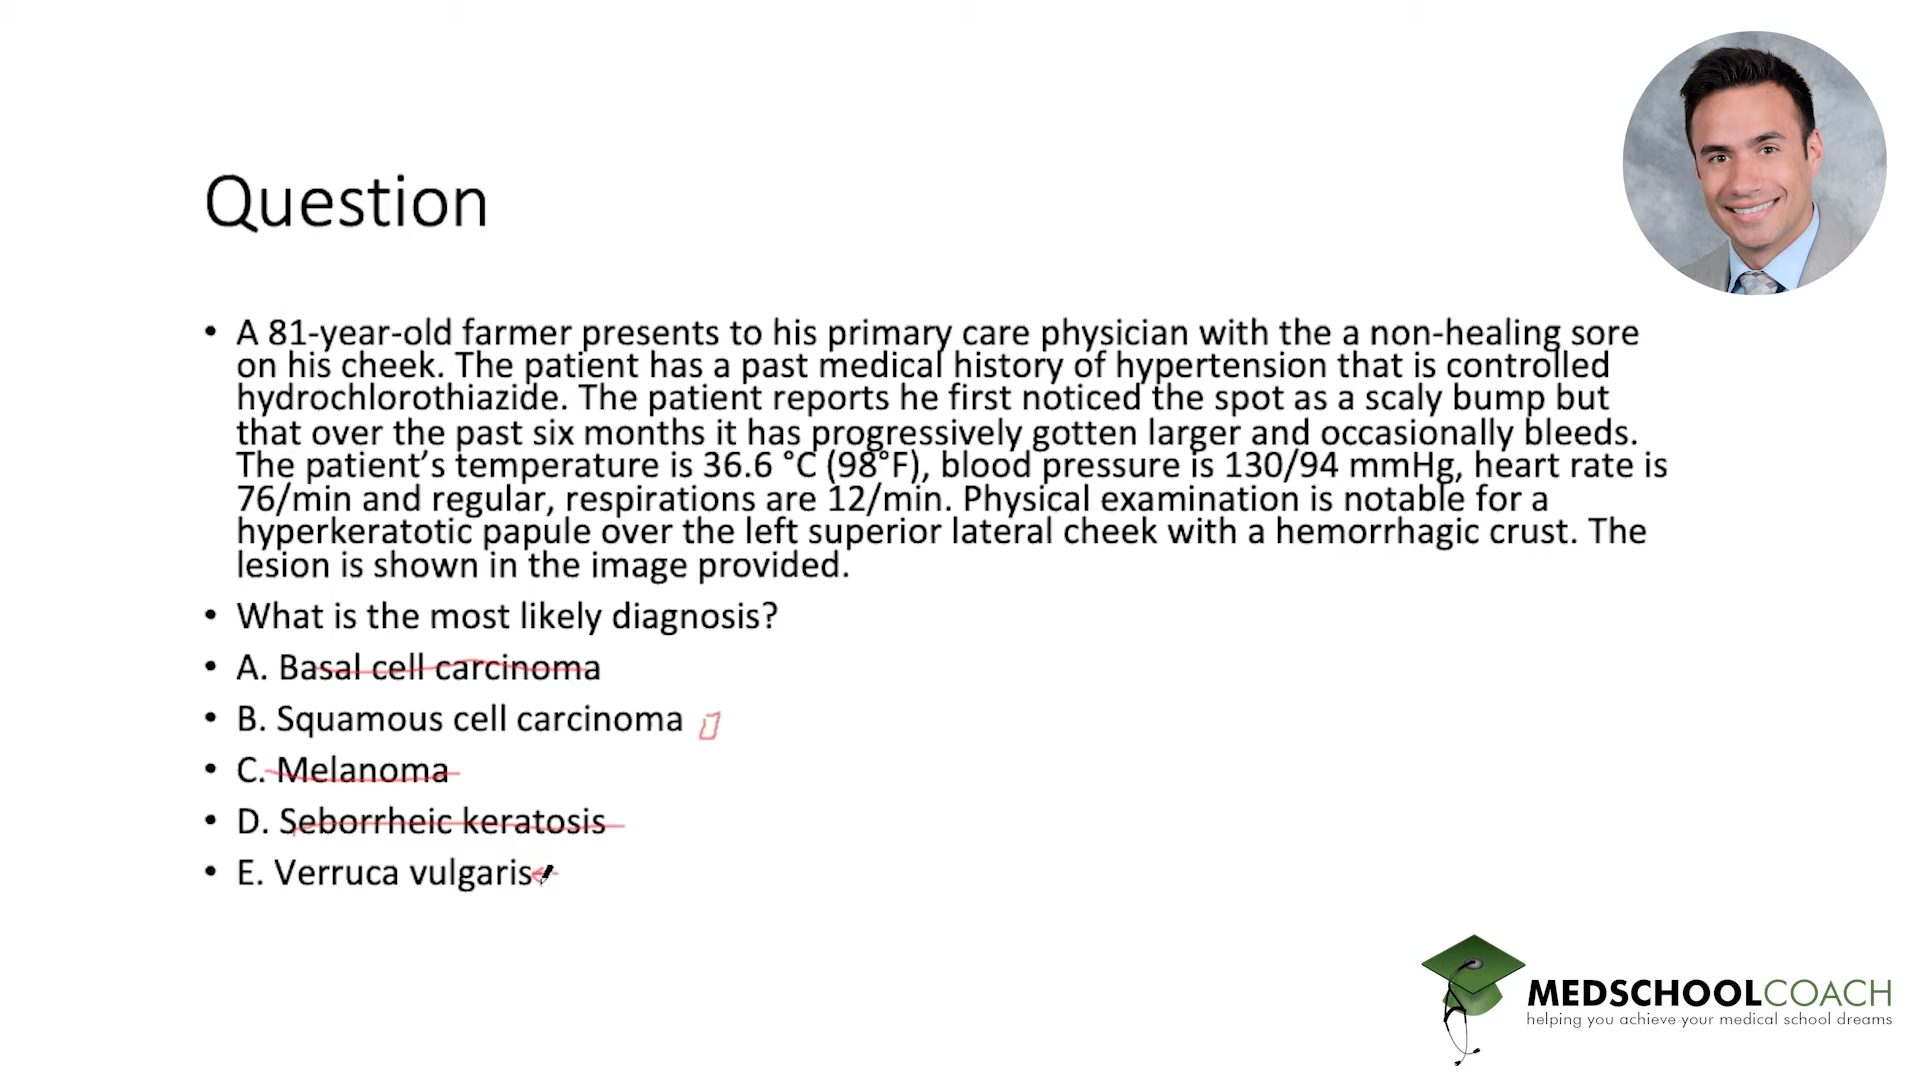 Question
• A 81-year-old farmer presents to his primary care physician with the a non-healing sore
on his cheek. The patient has a past medical history of hypertension that is controlled
hydrochlorothiazide. The patient reports he first noticed the spot as a scaly bump but
that over the past six months it has progressively gotten larger and occasionally bleeds.
The patient’s temperature is 36.6 °C (98°F), blood pressure is 130/94 mmHg, heart rate is
76/min and regular, respirations are 12/min. Physical examination is notable for a
hyperkeratotic papule over the left superior lateral cheek with a hemorrhagic crust. The
lesion is shown in the image provided.
• What is the most likely diagnosis?
• A. Basal cell carcinoma
• B. Squamous cell carcinoma
• C. Melanoma
• D. Seborrheic keratosis
• E. Verruca vulgaris
MEDSCHOOLCOACH
helping you achieve your medical school dreams